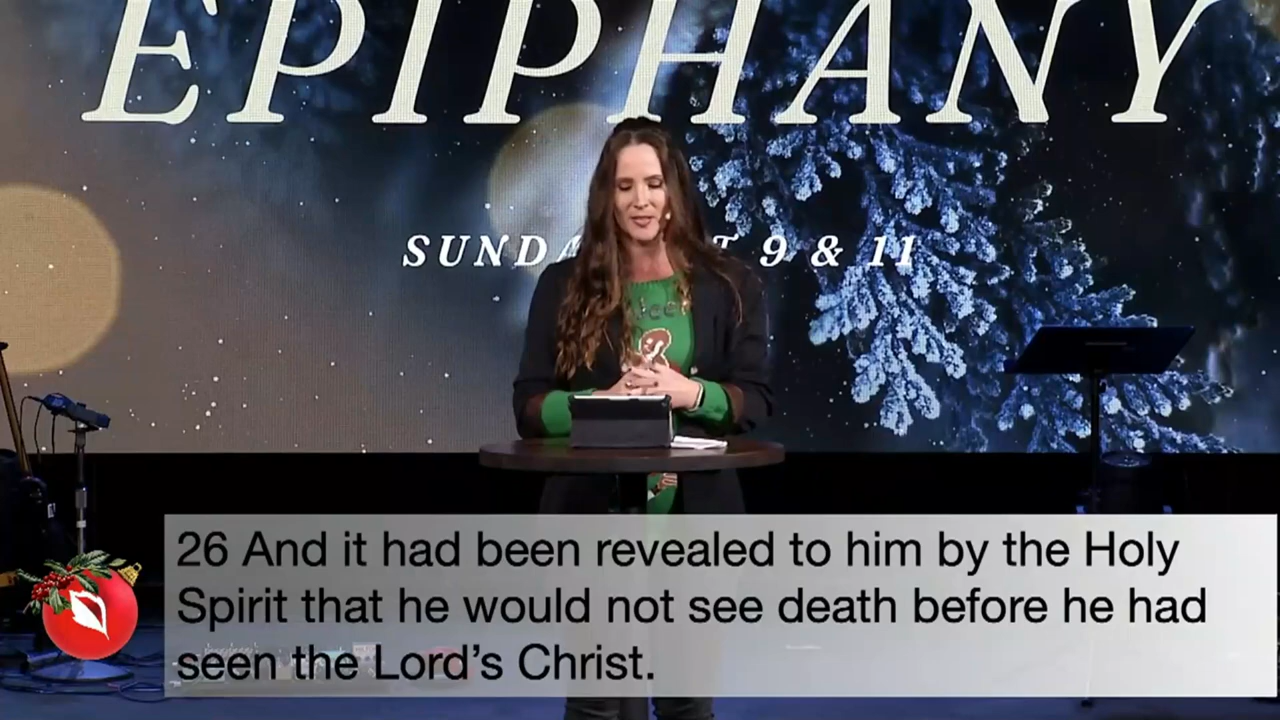 EPIPHANY
SUNDA T 9 & 11
26 And it had been revealed to him by the Holy
Spirit that he would not see death before he had
seen the Lord's Christ.